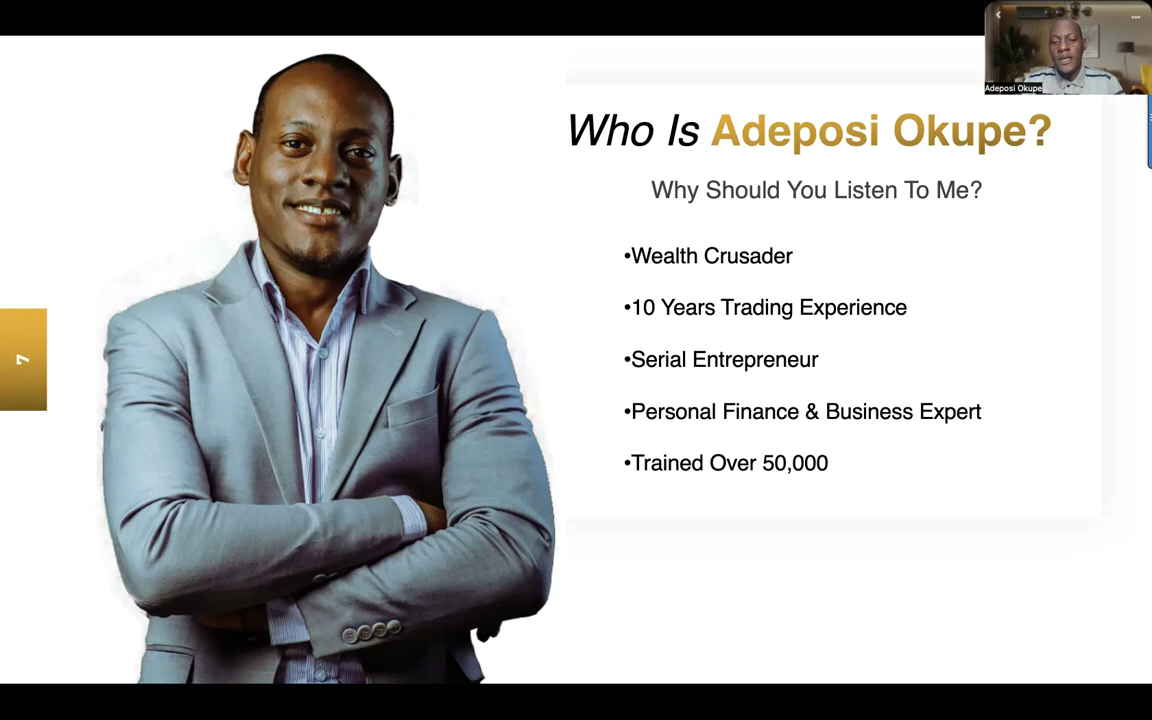 Adeposi Okupe
Who Is Adeposi Okupe?
Why Should You Listen To Me?
•Wealth Crusader
•10 Years Trading Experience
•Serial Entrepreneur
•Personal Finance & Business Expert
•Trained Over 50,000
7